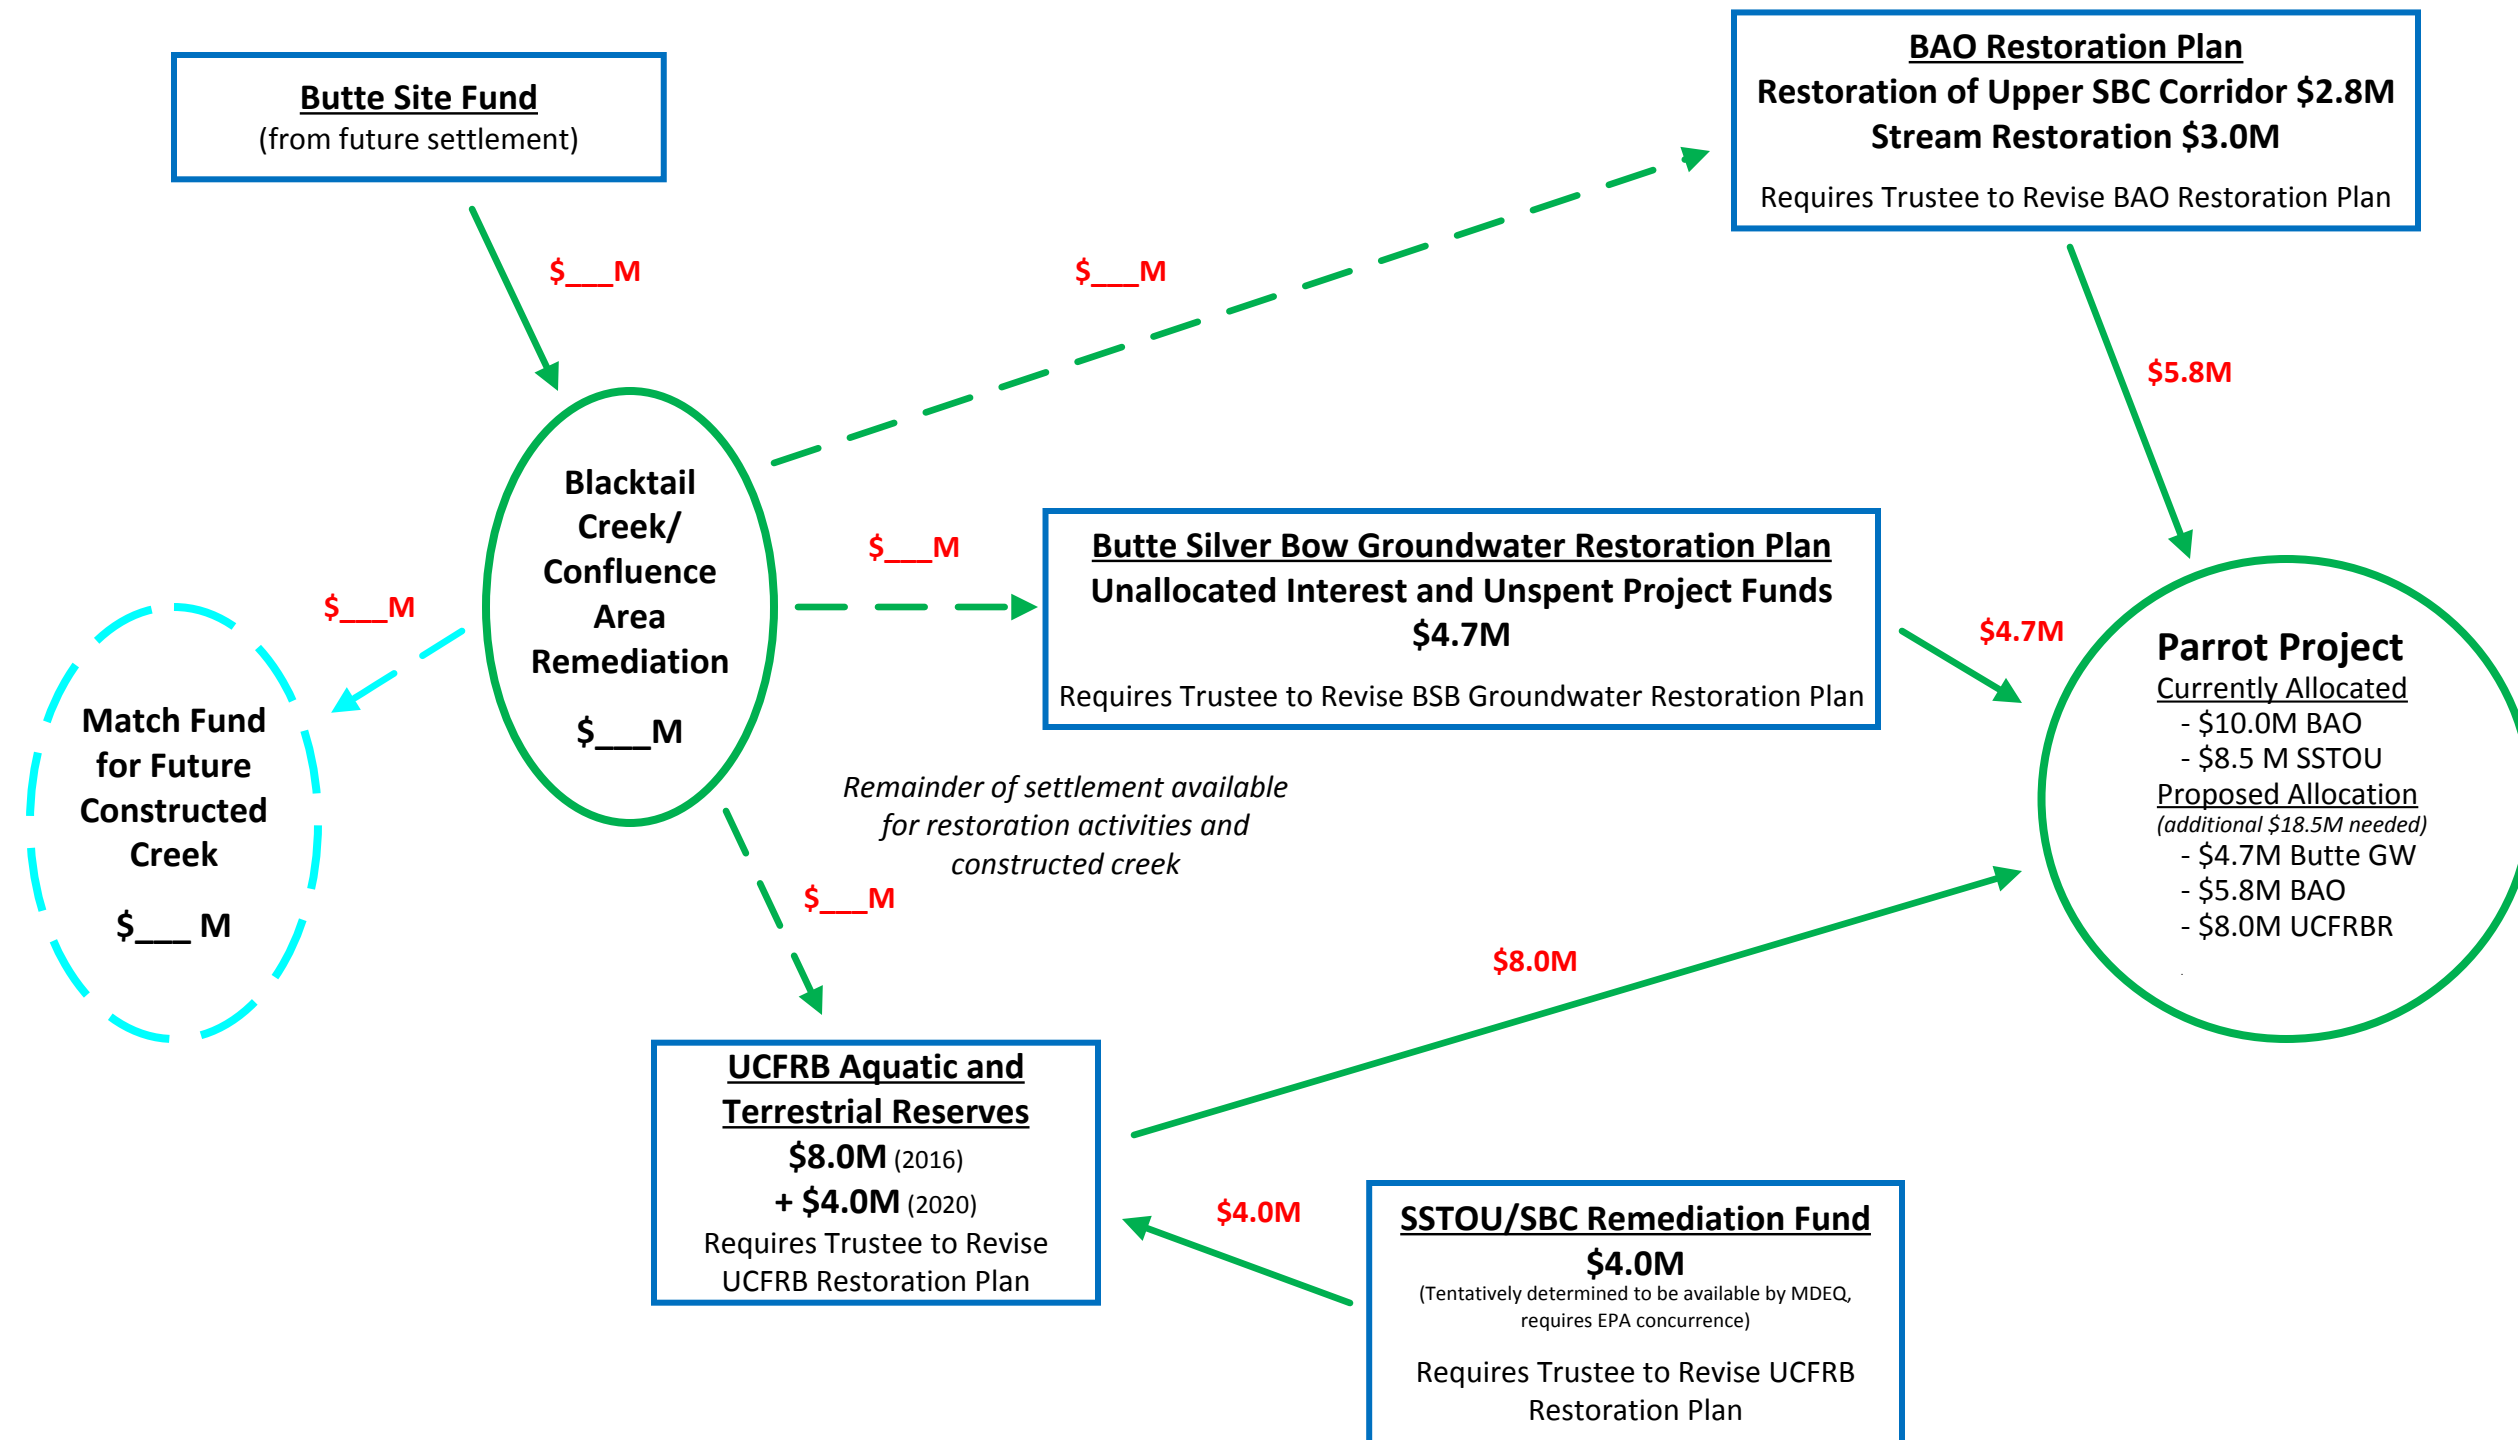 Butte Site Fund
(from future settlement)
BAO Restoration Plan
Restoration of Upper SBC Corridor $2.8M
Stream Restoration $3.0M
Requires Trustee to Revise BAO Restoration Plan
$___M
$___M
$5.8M
Blacktail
Creek/
Confluence
Area
Remediation
$___M
$___M
Butte Silver Bow Groundwater Restoration Plan
Unallocated Interest and Unspent Project Funds
$4.7M
Requires Trustee to Revise BSB Groundwater Restoration Plan
$4.7M
$___M
Match Fund
for Future
Constructed
Creek
$___ M
Remainder of settlement available
for restoration activities and
constructed creek
$___M
Parrot Project
Currently Allocated
- $10.0M BAO
- $8.5 M SSTOU
Proposed Allocation
(additional $18.5M needed)
- $4.7M Butte GW
- $5.8M BAO
- $8.0M UCFRBR
$8.0M
UCFRB Aquatic and
Terrestrial Reserves
$8.0M (2016)
+ $4.0M (2020)
Requires Trustee to Revise
UCFRB Restoration Plan
$4.0M
SSTOU/SBC Remediation Fund
$4.0M
(Tentatively determined to be available by MDEQ,
requires EPA concurrence)
Requires Trustee to Revise UCFRB
Restoration Plan